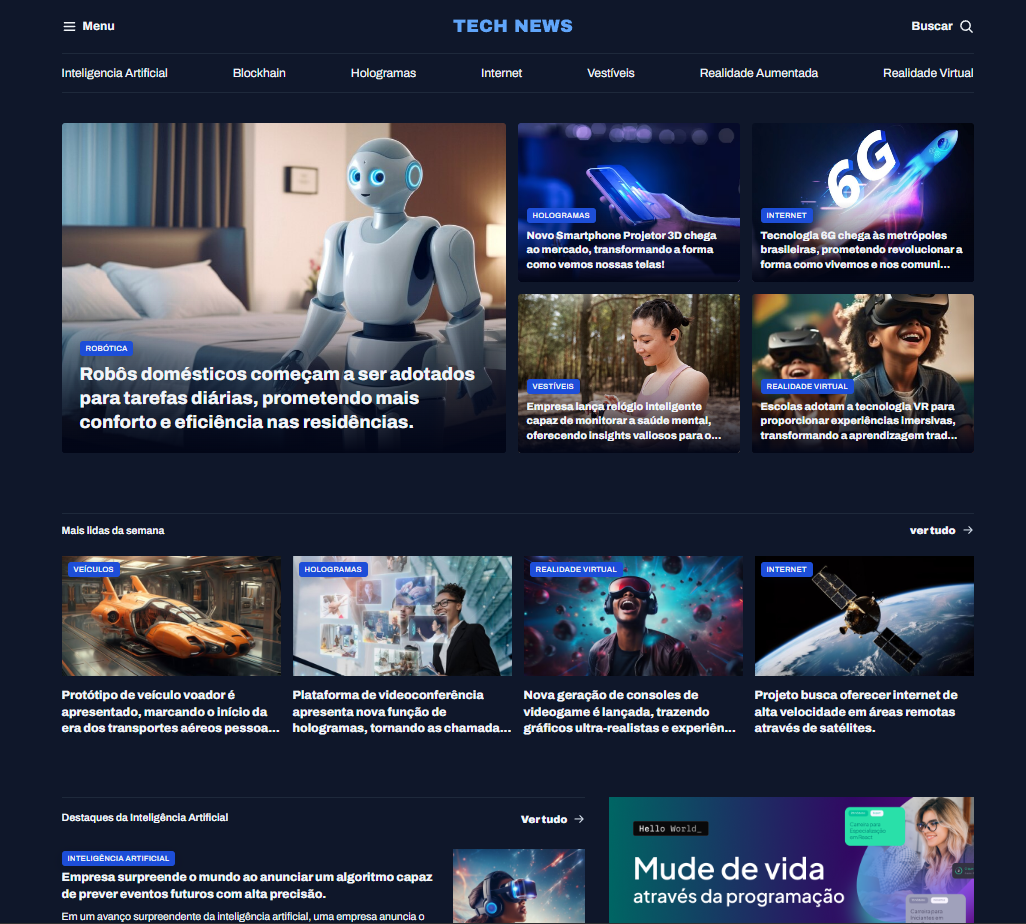 Menu
TECH NEWS
Buscar
Inteligencia Artificial
Blockhain
Hologramas
Internet
Vestíveis
Realidade Aumentada
Realidade Virtual
ROBÓTICA
Robôs domésticos começam a ser adotados
para tarefas diárias, prometendo mais
conforto e eficiência nas residências.
HOLOGRAMAS
Novo Smartphone Projetor 3D chega
ao mercado, transformando a forma
como vemos nossas telas!
6G
INTERNET
Tecnologia 6G chega às metrópoles
brasileiras, prometendo revolucionar a
forma como vivemos e nos comuni...
VESTÍVEIS
Empresa lança relógio inteligente
capaz de monitorar a saúde mental,
oferecendo insights valiosos para o...
REALIDADE VIRTUAL
Escolas adotam a tecnologia VR para
proporcionar experiências imersivas,
transformando a aprendizagem trad...
Mais lidas da semana
ver tudo
VEÍCULOS
Protótipo de veículo voador é
apresentado, marcando o início da
era dos transportes aéreos pessoa...
HOLOGRAMAS
Plataforma de videoconferência
apresenta nova função de
hologramas, tornando as chamada...
REALIDADE VIRTUAL
Nova geração de consoles de
videogame é lançada, trazendo
gráficos ultra-realistas e experiên...
INTERNET
Projeto busca oferecer internet de
alta velocidade em áreas remotas
através de satélites.
Destaques da Inteligência Artificial
Ver tudo
INTELIGÊNCIA ARTIFICIAL
Empresa surpreende o mundo ao anunciar um algoritmo capaz
de prever eventos futuros com alta precisão.
Em um avanço surpreendente da inteligência artificial, uma empresa anuncia o
Hello World_
Mude de vida
através da programação
Camera para
Especialização
em React